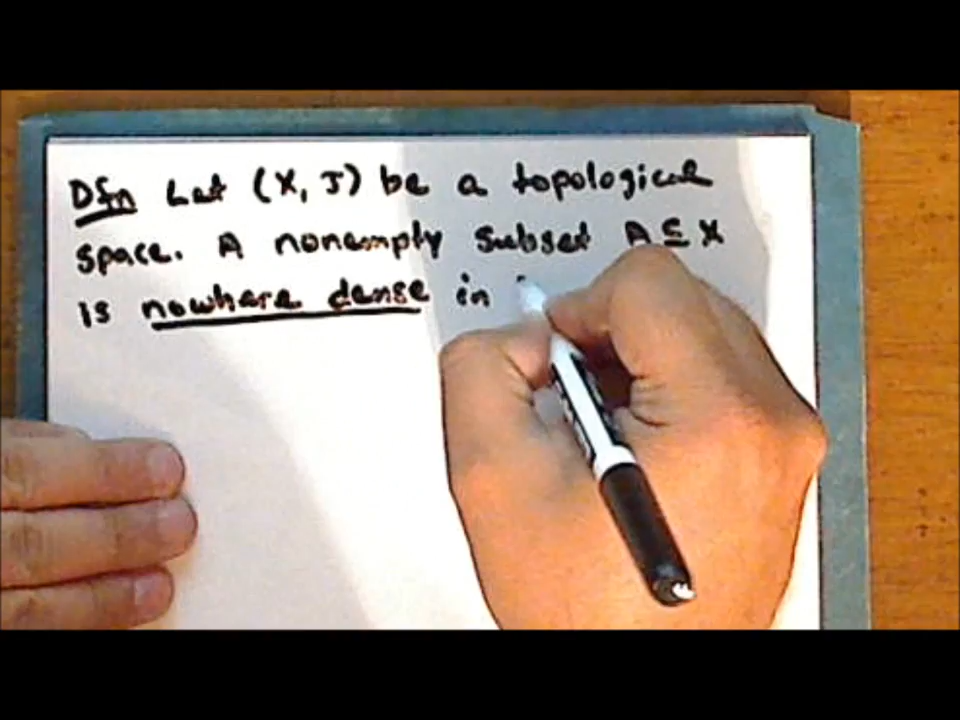 Dfn Let (X, J) be a topological
space. A nonempty subset A ⊆ X
is nowhere dense in